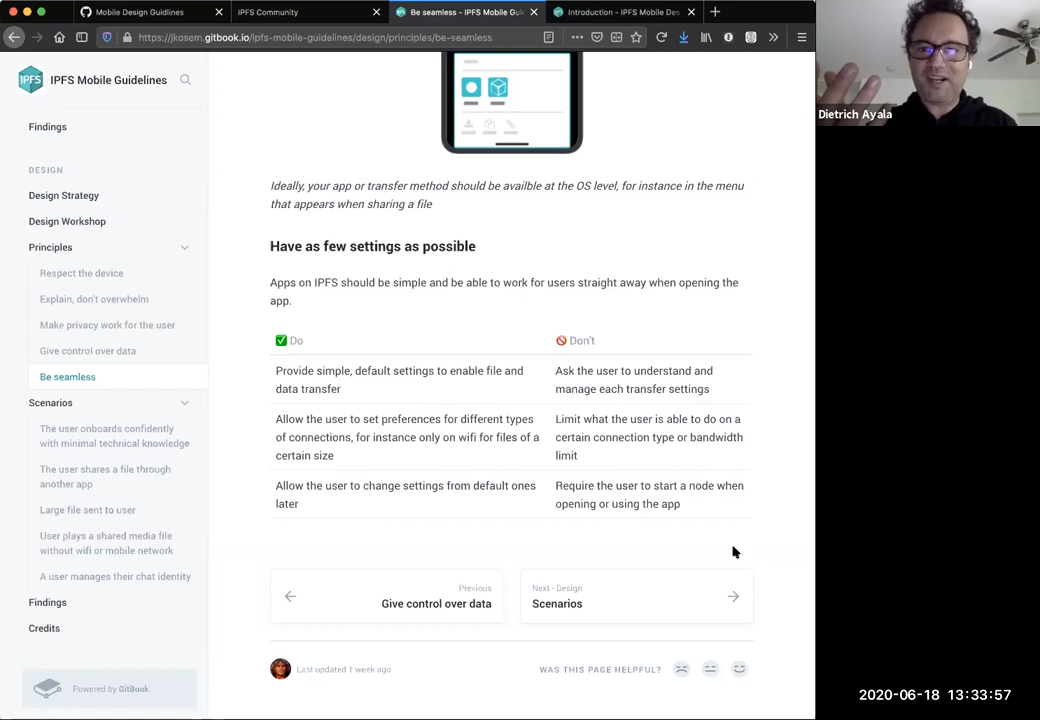 Mobile Design Guidlines
IPFS Community
Be seamless - IPFS Mobile Gui
Introduction - IPFS Mobile Des
https://jkosem.gitbook.io/ipfs-mobile-guidelines/design/principles/be-seamless
Dietrich Ayala
IPFS
IPFS Mobile Guidelines
Findings
DESIGN
Design Strategy
Design Workshop
Principles
Respect the device
Explain, don't overwhelm
Make privacy work for the user
Give control over data
Be seamless
Scenarios
The user onboards confidently
with minimal technical knowledge
The user shares a file through
another app
Large file sent to user
User plays a shared media file
without wifi or mobile network
A user manages their chat identity
Findings
Credits
Powered by GitBook
Ideally, your app or transfer method should be availble at the OS level, for instance in the menu
that appears when sharing a file
Have as few settings as possible
Apps on IPFS should be simple and be able to work for users straight away when opening the
app.
✅ Do
🚫 Don't
Provide simple, default settings to enable file and
data transfer
Ask the user to understand and
manage each transfer settings
Allow the user to set preferences for different types
of connections, for instance only on wifi for files of a
certain size
Limit what the user is able to do on a
certain connection type or bandwidth
limit
Allow the user to change settings from default ones
later
Require the user to start a node when
opening or using the app
Previous
Give control over data
Next - Design
Scenarios
Last updated 1 week ago
WAS THIS PAGE HELPFUL?
2020-06-18 13:33:57